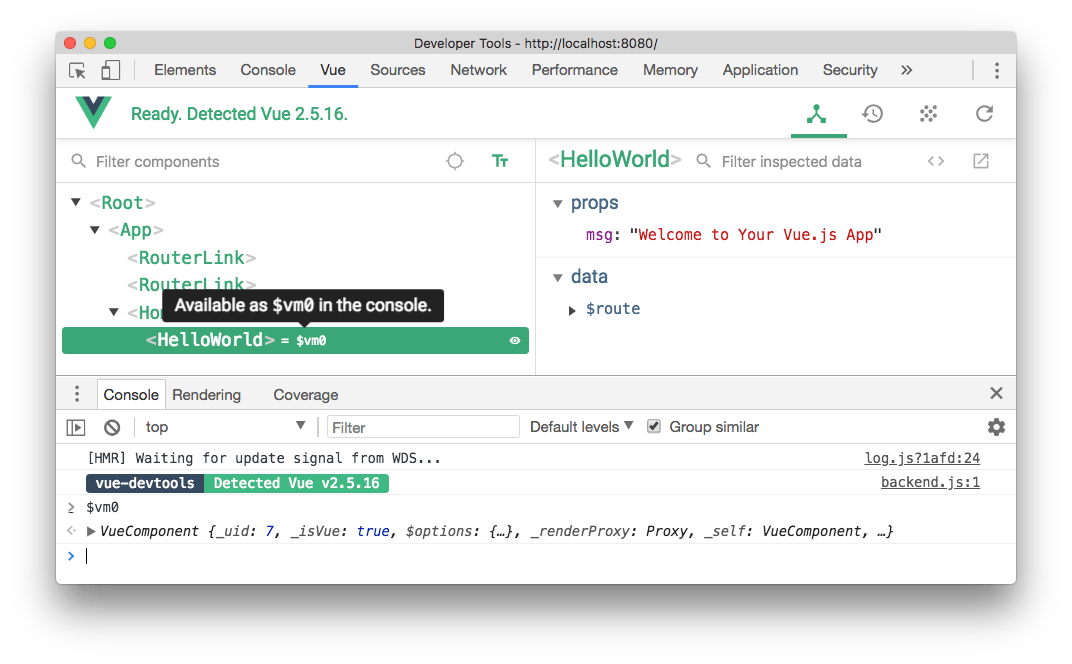 Developer Tools - http://localhost:8080/
Elements Console Vue Sources Network Performance Memory Application Security »
Ready. Detected Vue 2.5.16.
Filter components
Tт
<HelloWorld> Filter inspected data < >
<Root>
<App>
<RouterLink>
<RouterLink>
<Ho
Available as $vm0 in the console.
<HelloWorld> = $vm0
props
msg: "Welcome to Your Vue.js App"
data
$route
Console Rendering Coverage
top Filter Default levels Group similar
[HMR] Waiting for update signal from WDS... log.js?1afd:24
vue-devtools Detected Vue v2.5.16 backend.js:1
$vm0
VueComponent {_uid: 7, _isVue: true, $options: {…}, _renderProxy: Proxy, _self: VueComponent, …}